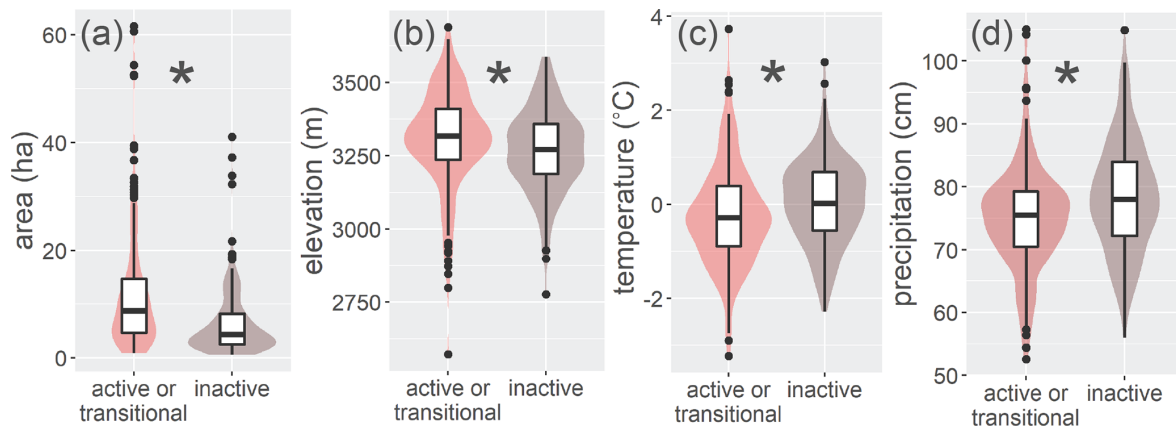 (a)
*
area (ha)
60
40
20
0
active or
transitional
inactive
(b)
*
elevation (m)
3500
3250
3000
2750
active or
transitional
inactive
(c)
*
temperature (°C)
4
2
0
-2
active or
transitional
inactive
(d)
*
precipitation (cm)
100
90
80
70
60
50
active or
transitional
inactive